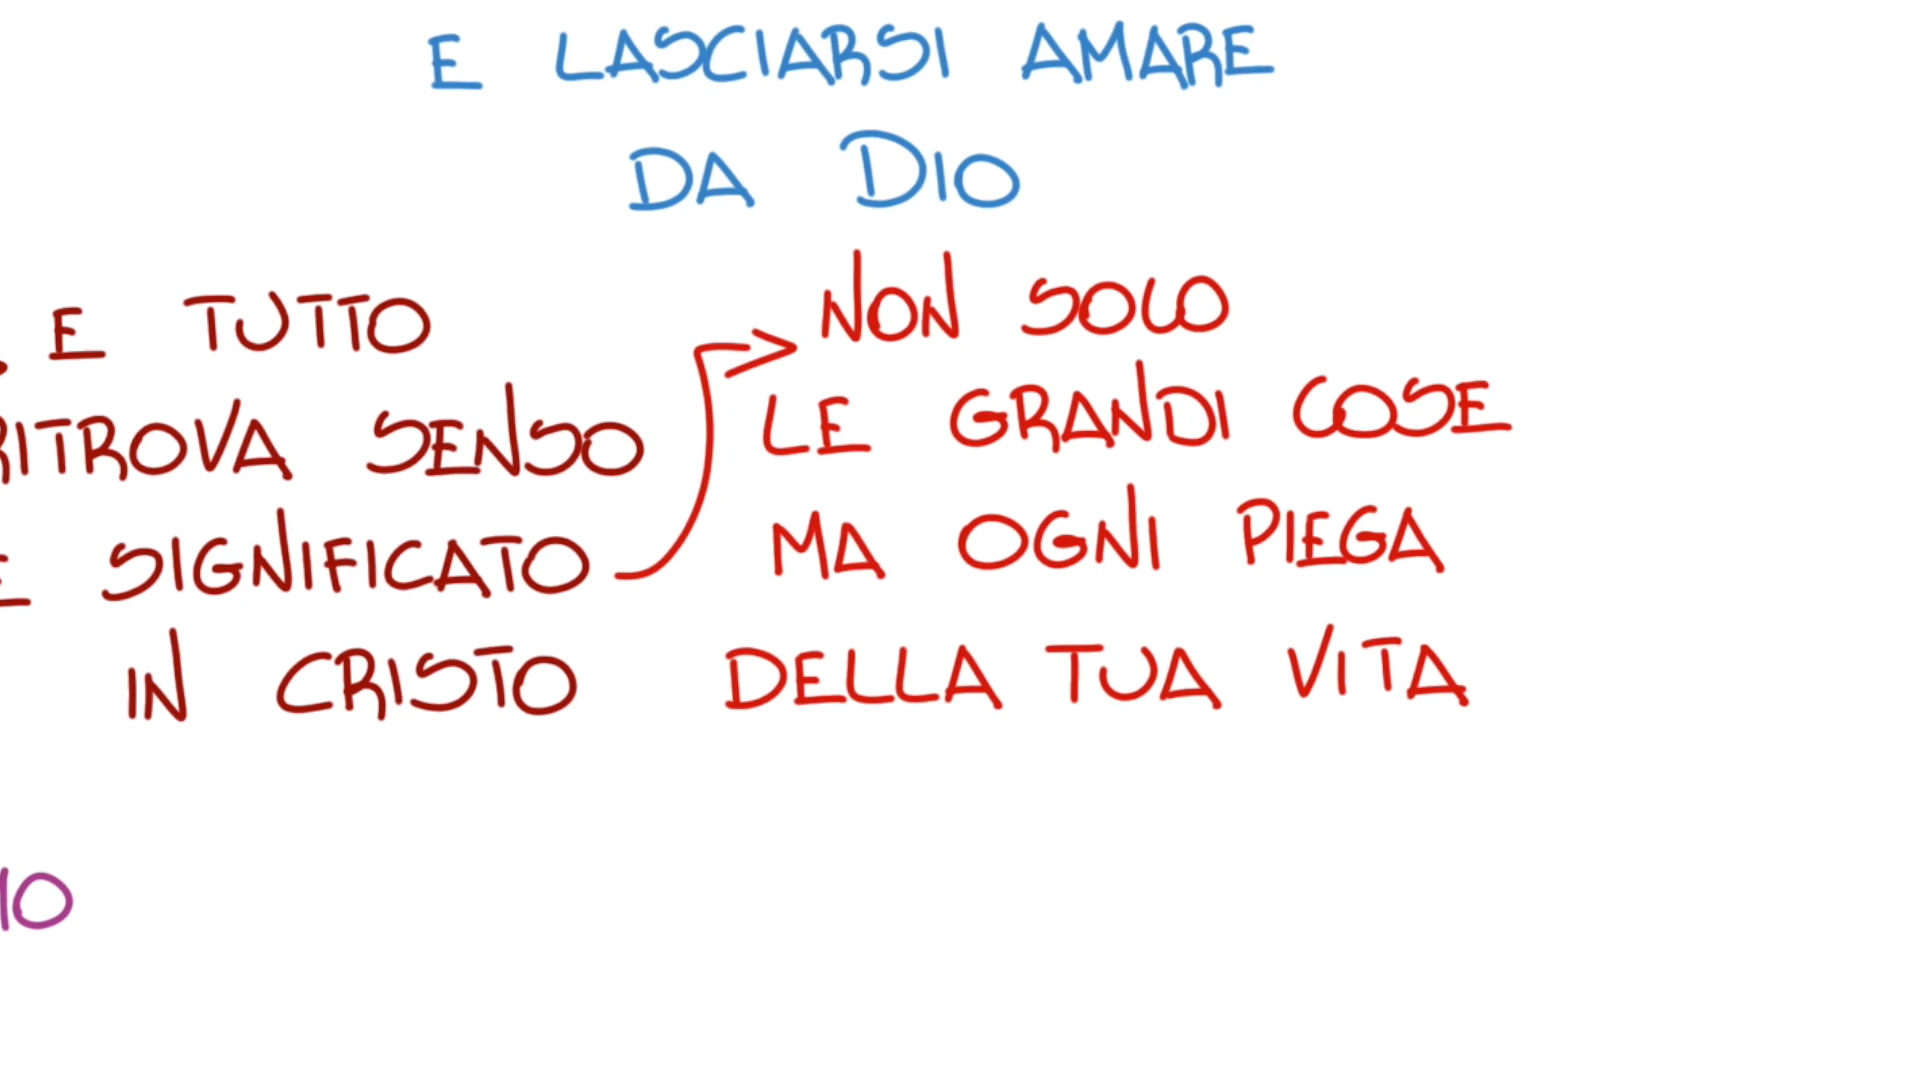 E LASCIARSI AMARE
DA DIO
E TUTTO
RITROVA SENSO
E SIGNIFICATO
IN CRISTO
NON SOLO
LE GRANDI COSE
MA OGNI PIEGA
DELLA TUA VITA
IO